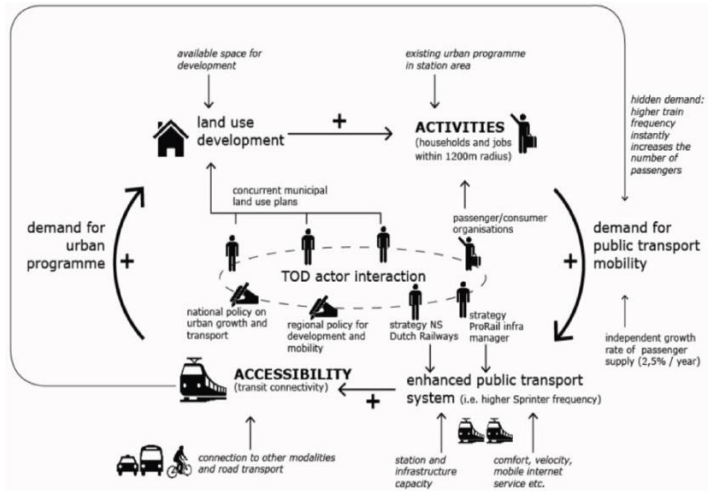 available space for
development
existing urban programme
in station area
hidden demand:
higher train
frequency
instantly
increases the
number of
passengers
land use
development
+
ACTIVITIES
(households and jobs
within 1200m radius)
concurrent municipal
land use plans
passenger/consumer
organisations
demand for
urban
programme
+
+
demand for
public transport
mobility
TOD actor interaction
national policy on
urban growth and
transport
regional policy for
development and
mobility
strategy NS
Dutch Railways
strategy
ProRail infra
manager
independent growth
rate of passenger
supply (2,5% / year)
ACCESSIBILITY
(transit connectivity)
+
enhanced public transport
system (i.e. higher Sprinter frequency)
connection to other modalities
and road transport
station and
infrastructure
capacity
comfort, velocity,
mobile internet
service etc.